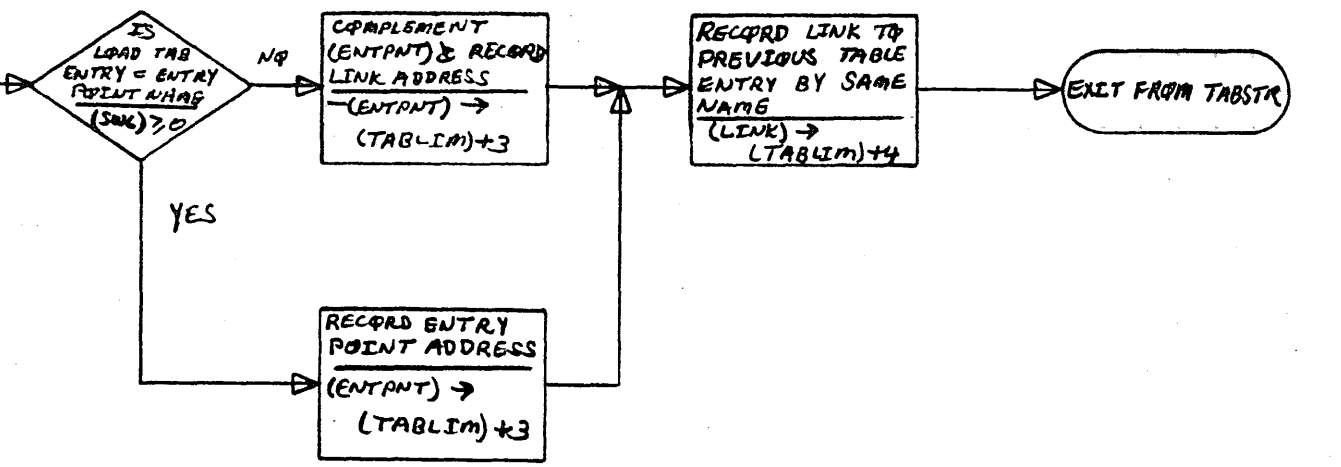 IS
LOAD TAB
ENTRY = ENTRY
POINT NMAE
(SNK) ≥ 0
NO
YES
COMPLEMENT
(ENTPNT) & RECORD
LINK ADDRESS
-(ENTPNT) →
(TABLIM)+3
RECORD ENTRY
POINT ADDRESS
(ENTPNT) →
(TABLIM)+3
RECORD LINK TO
PREVIOUS TABLE
ENTRY BY SAME
NAME
(LINK) →
(TABLIM)+4
EXIT FROM TABSTR